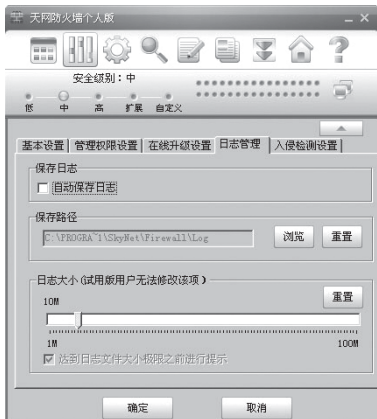 天网防火墙个人版
安全级别：中
低 中 高 扩展 自定义
基本设置 管理权限设置 在线升级设置 日志管理 入侵检测设置
保存日志
自动保存日志
保存路径
C:\PROGRA~1\SkyNet\Firewall\Log 浏览 重置
日志大小(试用版用户无法修改该项)
10M 重置
1M 100M
达到日志文件大小极限之前进行提示
确定 取消